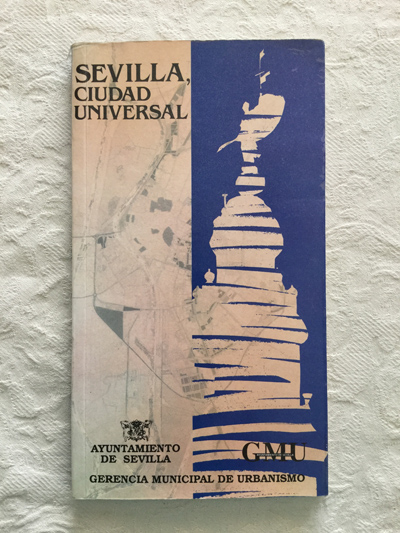 SEVILLA,
CIUDAD
UNIVERSAL
AYUNTAMIENTO
DE SEVILLA
GMU
GERENCIA MUNICIPAL DE URBANISMO